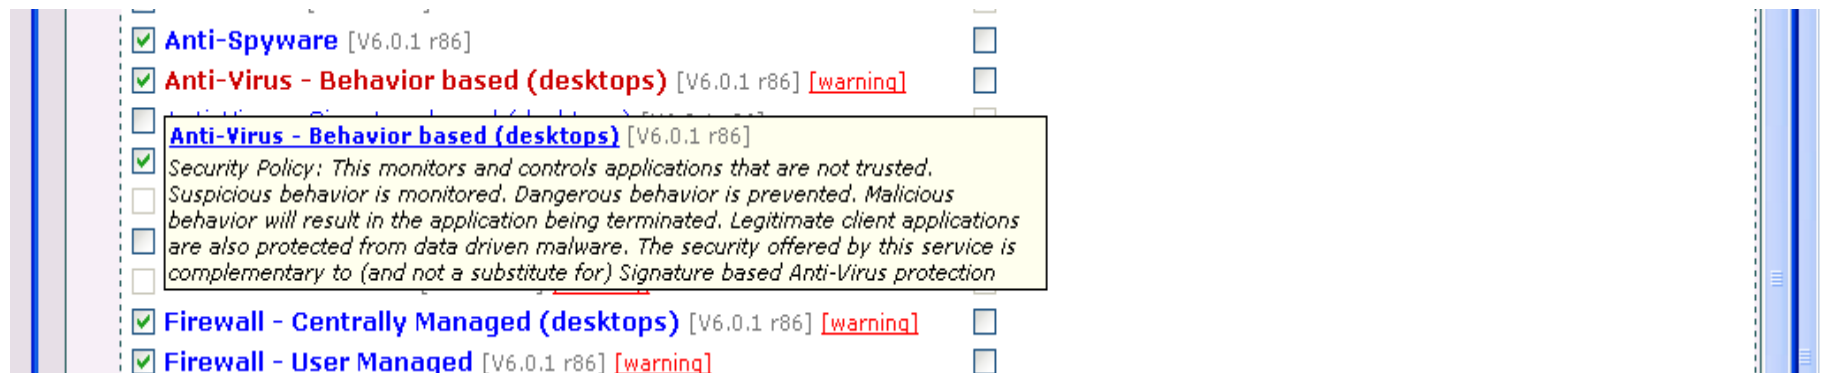 Anti-Spyware [V6.0.1 r86]
Anti-Virus - Behavior based (desktops) [V6.0.1 r86] [warning]
Anti-Virus - Behavior based (desktops) [V6.0.1 r86]
Security Policy: This monitors and controls applications that are not trusted.
Suspicious behavior is monitored. Dangerous behavior is prevented. Malicious
behavior will result in the application being terminated. Legitimate client applications
are also protected from data driven malware. The security offered by this service is
complementary to (and not a substitute for) Signature based Anti-Virus protection
Firewall - Centrally Managed (desktops) [V6.0.1 r86] [warning]
Firewall - User Managed [V6.0.1 r86] [warning]